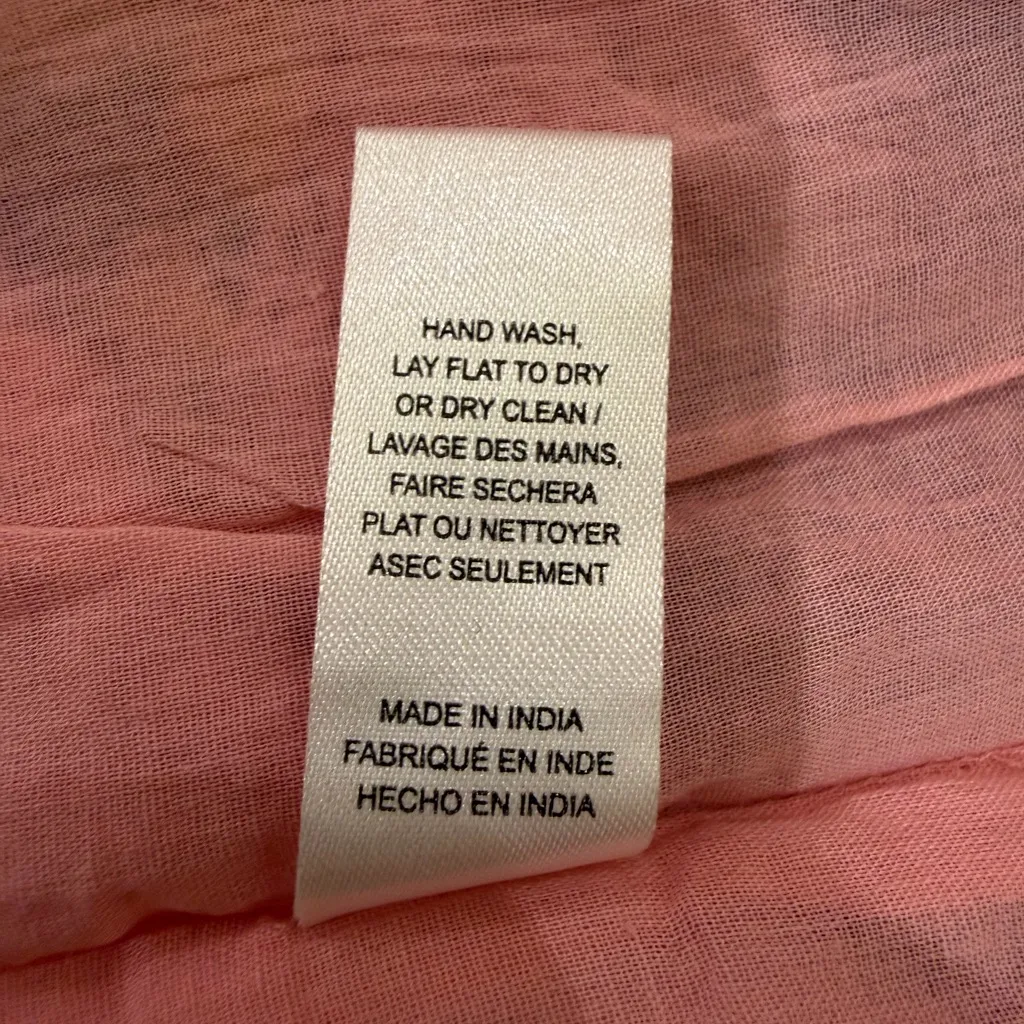 HAND WASH,
LAY FLAT TO DRY
OR DRY CLEAN /
LAVAGE DES MAINS,
FAIRE SECHERA
PLAT OU NETTOYER
ASEC SEULEMENT
MADE IN INDIA
FABRIQUÉ EN INDE
HECHO EN INDIA